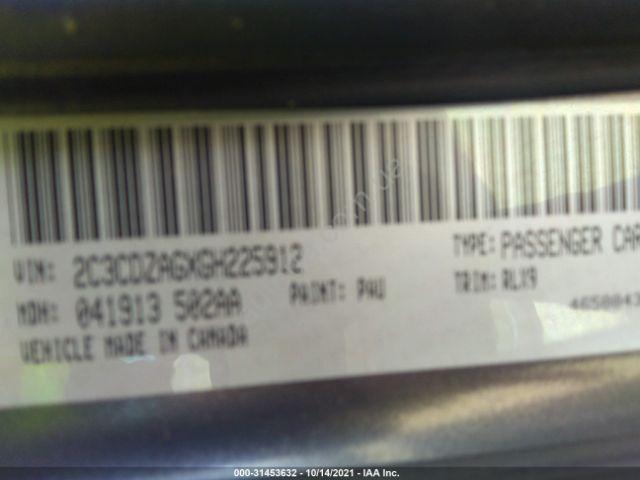 VIN: 2C3CDZAGXGH225912
TYPE: PASSENGER CAR
MDH: 041913 502AA
PAINT: PAU
TRIM: RLX9
VEHICLE MADE IN CANADA
000-31453632 - 10/14/2021 - IAA Inc.